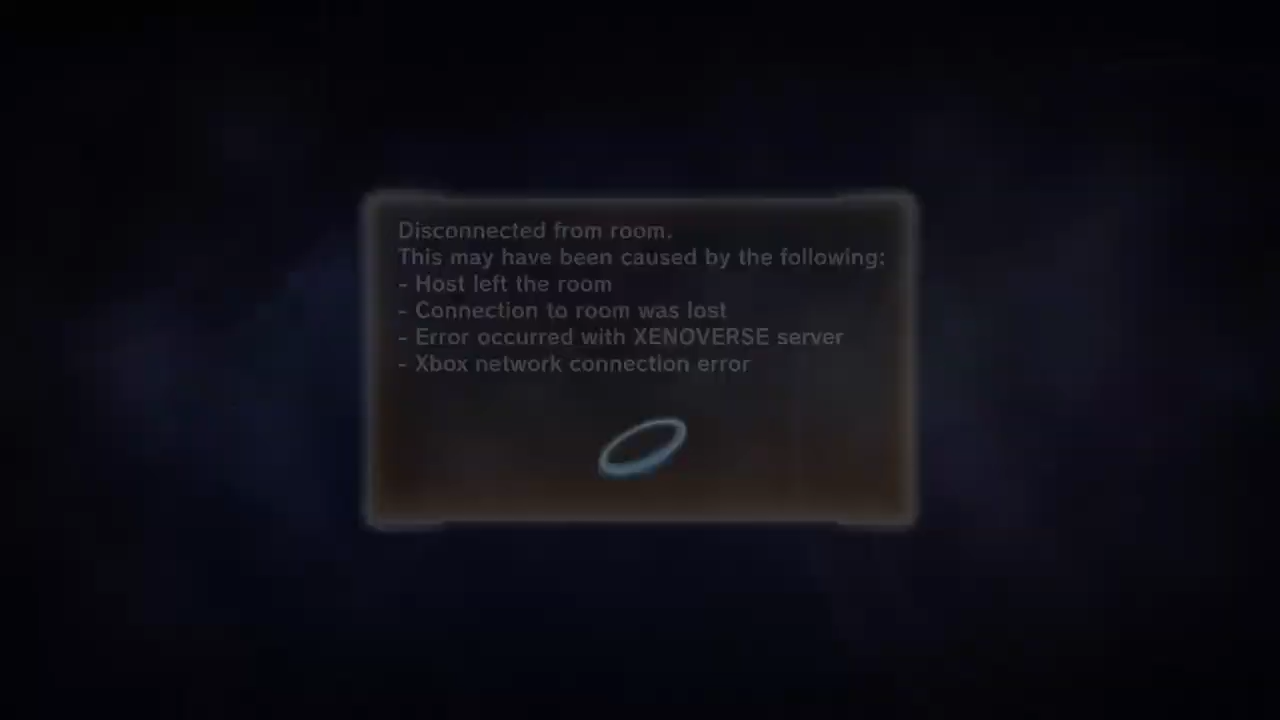 Disconnected from room.
This may have been caused by the following:
- Host left the room
- Connection to room was lost
- Error occurred with XENOVERSE server
- Xbox network connection error